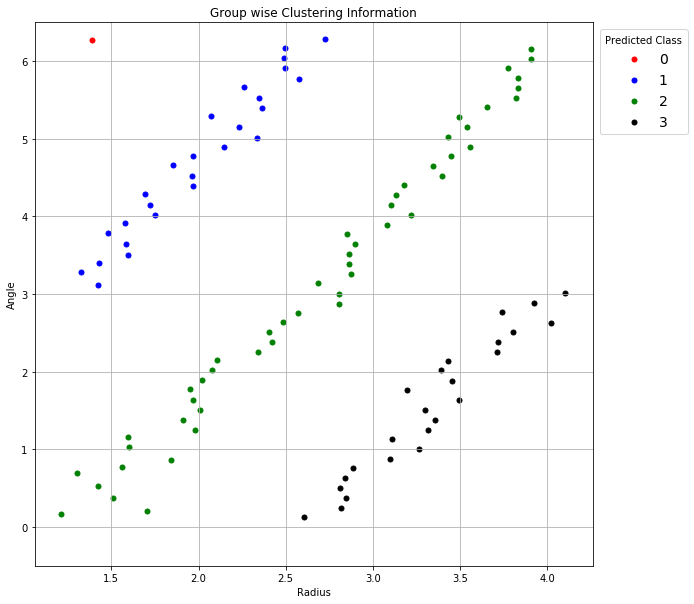 Group wise Clustering Information
Predicted Class
0
1
2
3
6
5
4
3
2
1
0
Angle
1.5 2.0 2.5 3.0 3.5 4.0
Radius